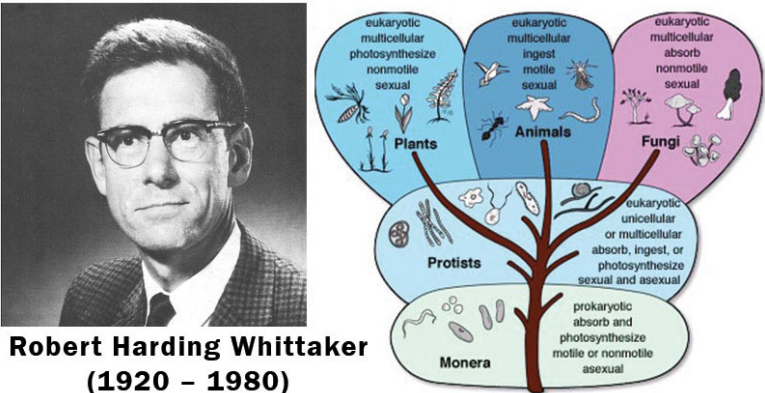 eukaryotic
multicellular
photosynthesize
nonmotile
sexual
Plants
eukaryotic
multicellular
ingest
motile
sexual
Animals
eukaryotic
multicellular
absorb
nonmotile
sexual
Fungi
Protists
eukaryotic
unicellular
or multicellular
absorb, ingest, or
photosynthesize
sexual and asexual
Monera
prokaryotic
absorb and
photosynthesize
motile or nonmotile
asexual
Robert Harding Whittaker
(1920 – 1980)